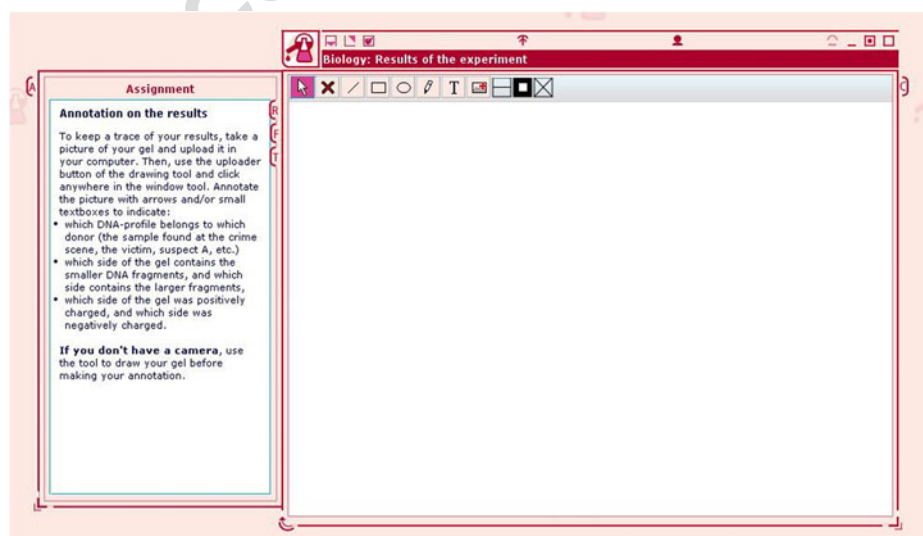 Biology: Results of the experiment
A
Assignment
C
Annotation on the results
R
To keep a trace of your results, take a
F
picture of your gel and upload it in
T
your computer. Then, use the uploader
button of the drawing tool and click
anywhere in the window tool. Annotate
the picture with arrows and/or small
textboxes to indicate:
• which DNA-profile belongs to which
donor (the sample found at the crime
scene, the victim, suspect A, etc.)
• which side of the gel contains the
smaller DNA fragments, and which
side contains the larger fragments,
• which side of the gel was positively
charged, and which side was
negatively charged.
If you don't have a camera, use
the tool to draw your gel before
making your annotation.
T